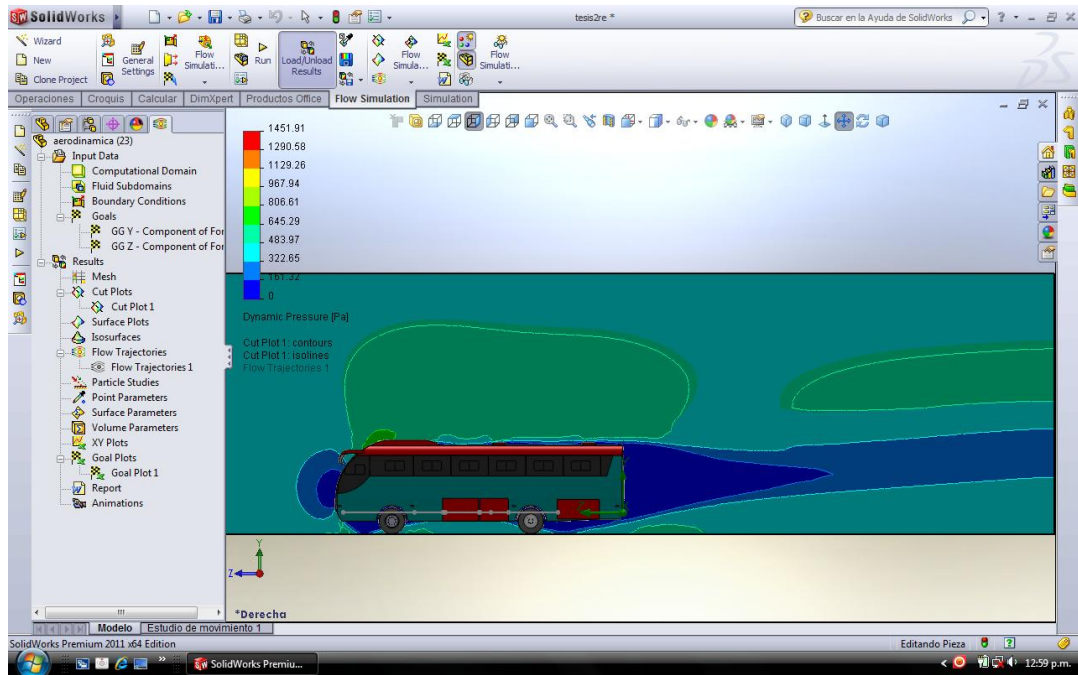 SolidWorks
tesis2re *
Buscar en la Ayuda de SolidWorks
Wizard
New
Clone Project
General Settings
Flow Simulati...
Run
Load/Unload Results
Flow Simula...
Flow Simulati...
Operaciones
Croquis
Calcular
DimXpert
Productos Office
Flow Simulation
Simulation
aerodinamica (23)
Input Data
Computational Domain
Fluid Subdomains
Boundary Conditions
Goals
GG Y - Component of For
GG Z - Component of For
Results
Mesh
Cut Plots
Cut Plot 1
Surface Plots
Isosurfaces
Flow Trajectories
Flow Trajectories 1
Particle Studies
Point Parameters
Surface Parameters
Volume Parameters
XY Plots
Goal Plots
Goal Plot 1
Report
Animations
1451.91
1290.58
1129.26
967.94
806.61
645.29
483.97
322.65
161.32
0
Dynamic Pressure [Pa]
Cut Plot 1: contours
Cut Plot 1: isolines
Flow Trajectories 1
Y
Z
*Derecha
Modelo
Estudio de movimiento 1
SolidWorks Premium 2011 x64 Edition
Editando Pieza
SolidWorks Premiu...
12:59 p.m.